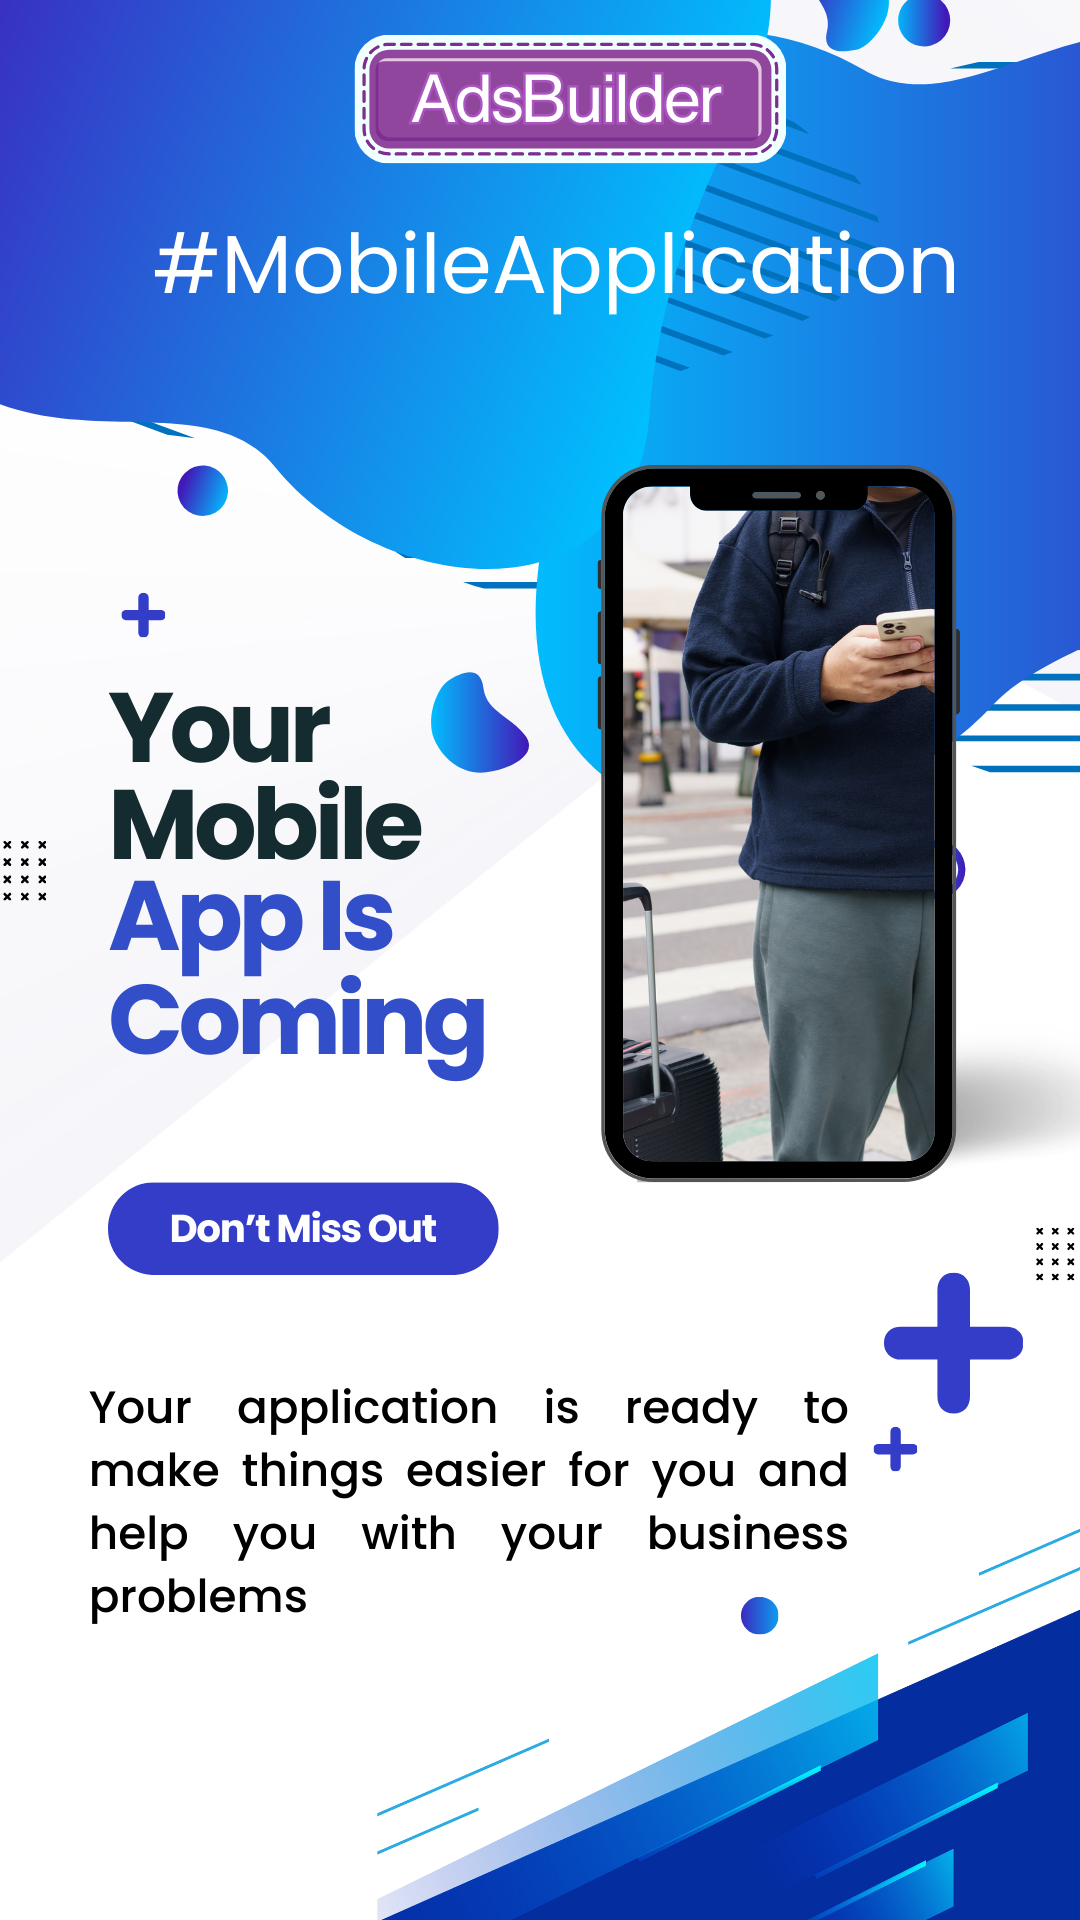 AdsBuilder
#MobileApplication
Your
Mobile
App Is
Coming
Don’t Miss Out
Your application is ready to
make things easier for you and
help you with your business
problems